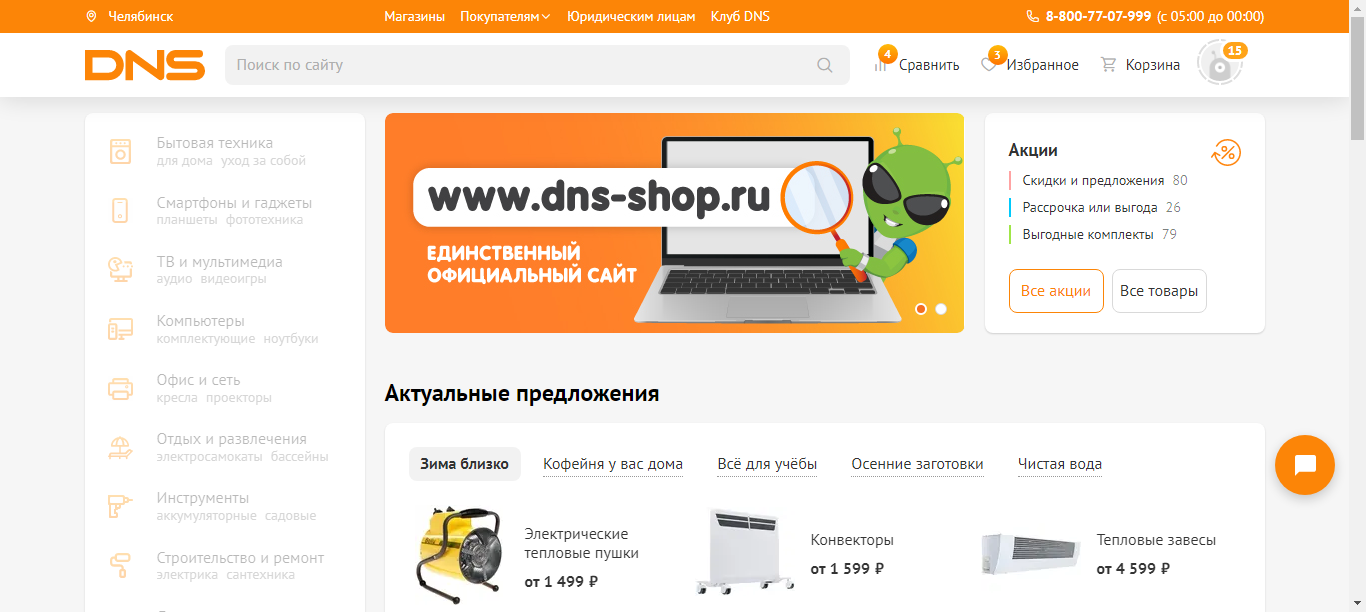 Челябинск
Магазины Покупателям Юридическим лицам Клуб DNS
8-800-77-07-999 (с 05:00 до 00:00)
DNS
Поиск по сайту
4
Сравнить
3
Избранное
Корзина
15
Бытовая техника
для дома уход за собой
Смартфоны и гаджеты
планшеты фототехника
ТВ и мультимедиа
аудио видеоигры
Компьютеры
комплектующие ноутбуки
Офис и сеть
кресла проекторы
Отдых и развлечения
электросамокаты бассейны
Инструменты
аккумуляторные садовые
Строительство и ремонт
электрика сантехника
www.dns-shop.ru
ЕДИНСТВЕННЫЙ
ОФИЦИАЛЬНЫЙ САЙТ
Акции
Скидки и предложения 80
Рассрочка или выгода 26
Выгодные комплекты 79
Все акции
Все товары
Актуальные предложения
Зима близко Кофейня у вас дома Всё для учёбы Осенние заготовки Чистая вода
Электрические
тепловые пушки
от 1 499 ₽
Конвекторы
от 1 599 ₽
Тепловые завесы
от 4 599 ₽